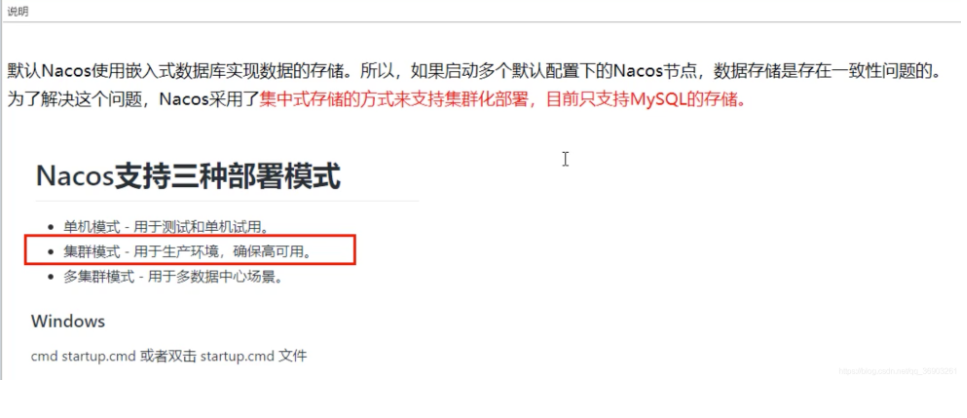 说明
默认Nacos使用嵌入式数据库实现数据的存储。所以，如果启动多个默认配置下的Nacos节点，数据存储是存在一致性问题的。
为了解决这个问题，Nacos采用了集中式存储的方式来支持集群化部署，目前只支持MySQL的存储。
Nacos支持三种部署模式
• 单机模式 - 用于测试和单机试用。
• 集群模式 - 用于生产环境，确保高可用。
• 多集群模式 - 用于多数据中心场景。
Windows
cmd startup.cmd 或者双击 startup.cmd 文件